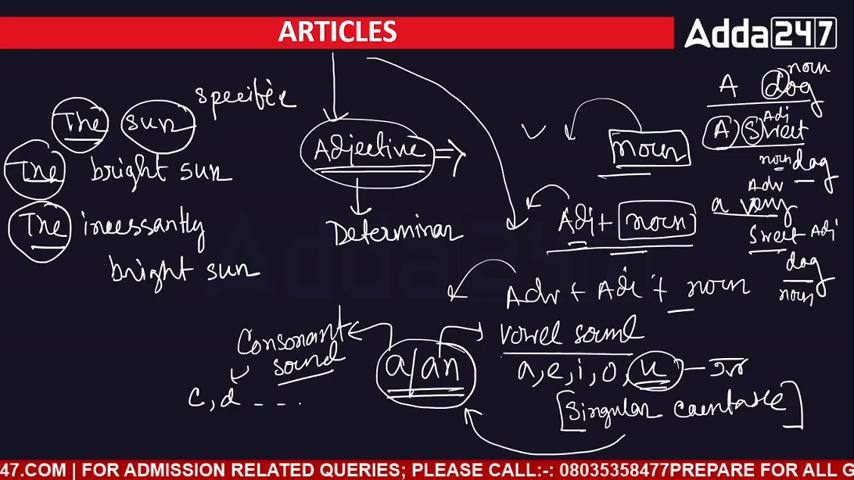 ARTICLES
Adda247
The sun specific
The bright sun
The incessantly
bright sun
Adjective =>
Determinar
noun
Adj + noun
Adv + Adj + noun
A dog noun
A Sweet Adj
noun dog
Adv
a very
Sweet Adj
dog
noun
Consonant
sound
c, d - - -
a/an
vowel sound
a, e, i, o, u — अ
[Singular countable]
47.COM | FOR ADMISSION RELATED QUERIES; PLEASE CALL:-: 08035358477PREPARE FOR ALL G